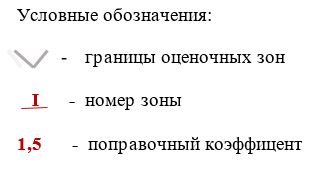 Условные обозначения:
- границы оценочных зон
I - номер зоны
1,5 - поправочный коэффицент